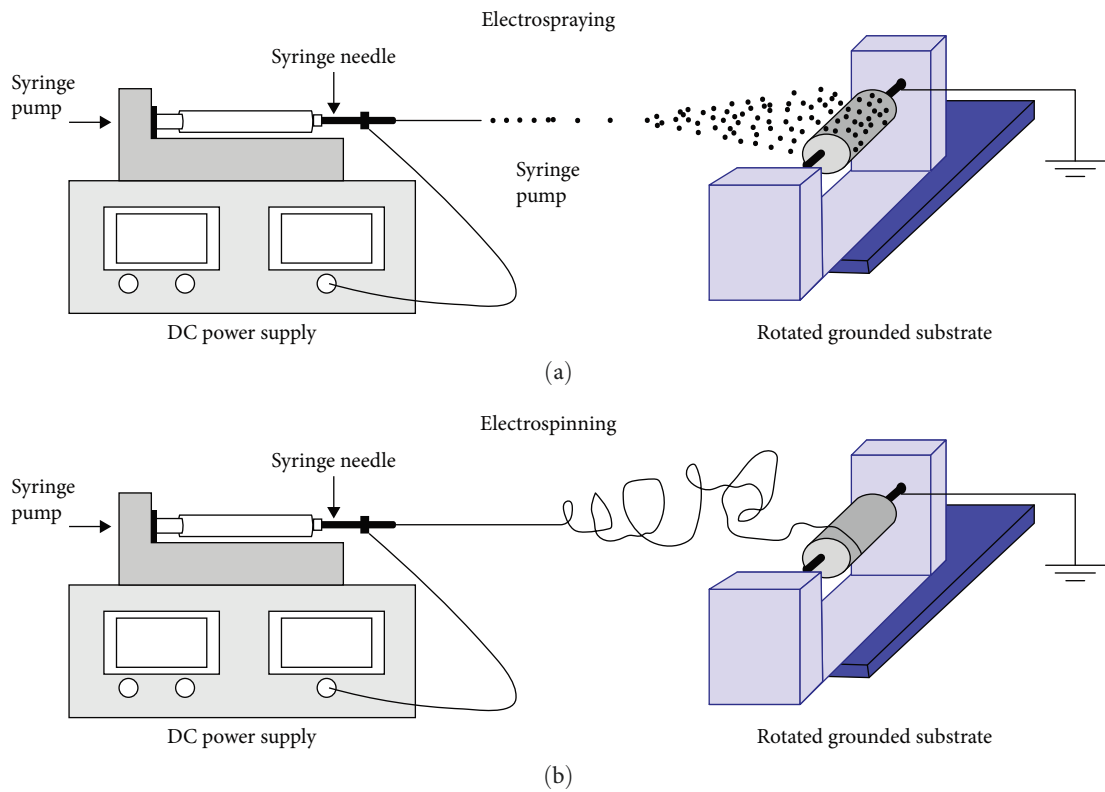 Electrospraying
Syringe needle
Syringe
pump
Syringe
pump
DC power supply
Rotated grounded substrate
(a)
Electrospinning
Syringe needle
Syringe
pump
DC power supply
Rotated grounded substrate
(b)